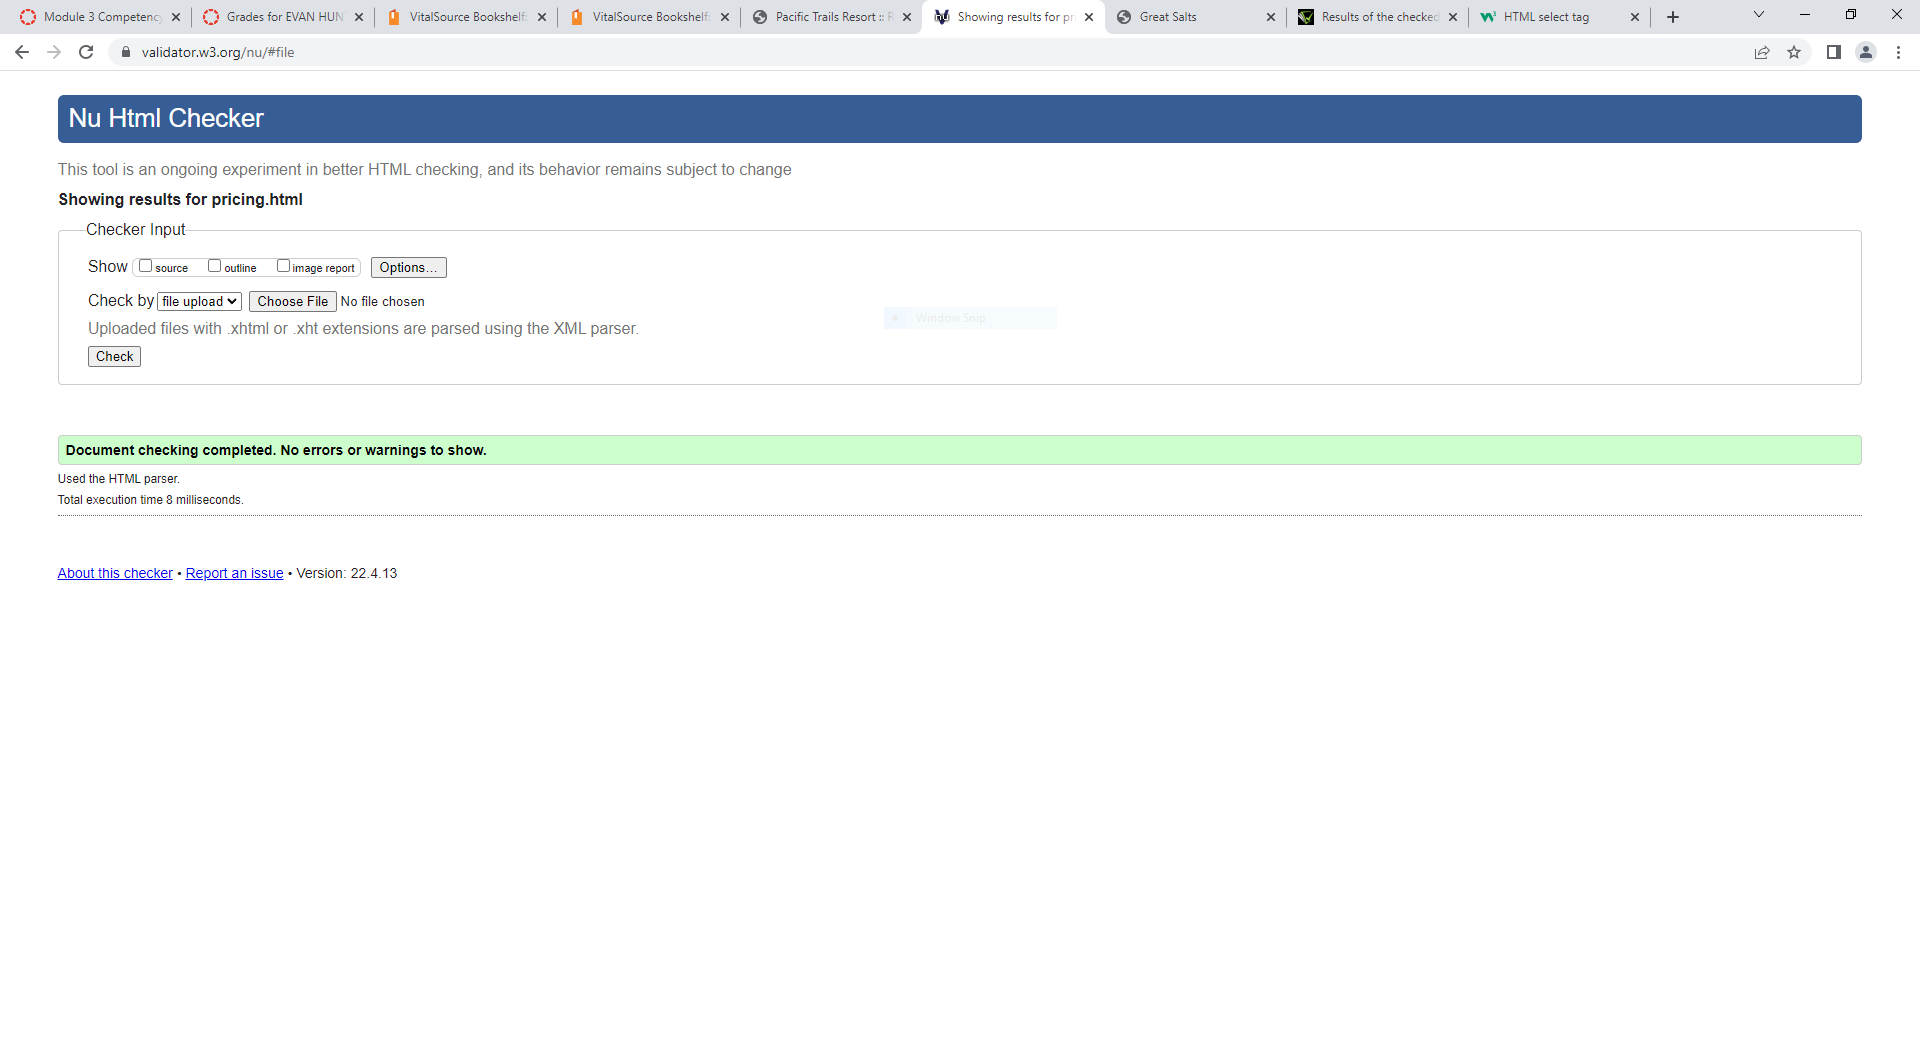 Module 3 Competency
Grades for EVAN HUN
VitalSource Bookshelf:
VitalSource Bookshelf:
Pacific Trails Resort :: R
Showing results for pr
Great Salts
Results of the checked
HTML select tag
validator.w3.org/nu/#file
Nu Html Checker
This tool is an ongoing experiment in better HTML checking, and its behavior remains subject to change
Showing results for pricing.html
Checker Input
Show source outline image report Options...
Check by file upload Choose File No file chosen
Window Snip
Uploaded files with .xhtml or .xht extensions are parsed using the XML parser.
Check
Document checking completed. No errors or warnings to show.
Used the HTML parser.
Total execution time 8 milliseconds.
About this checker • Report an issue • Version: 22.4.13